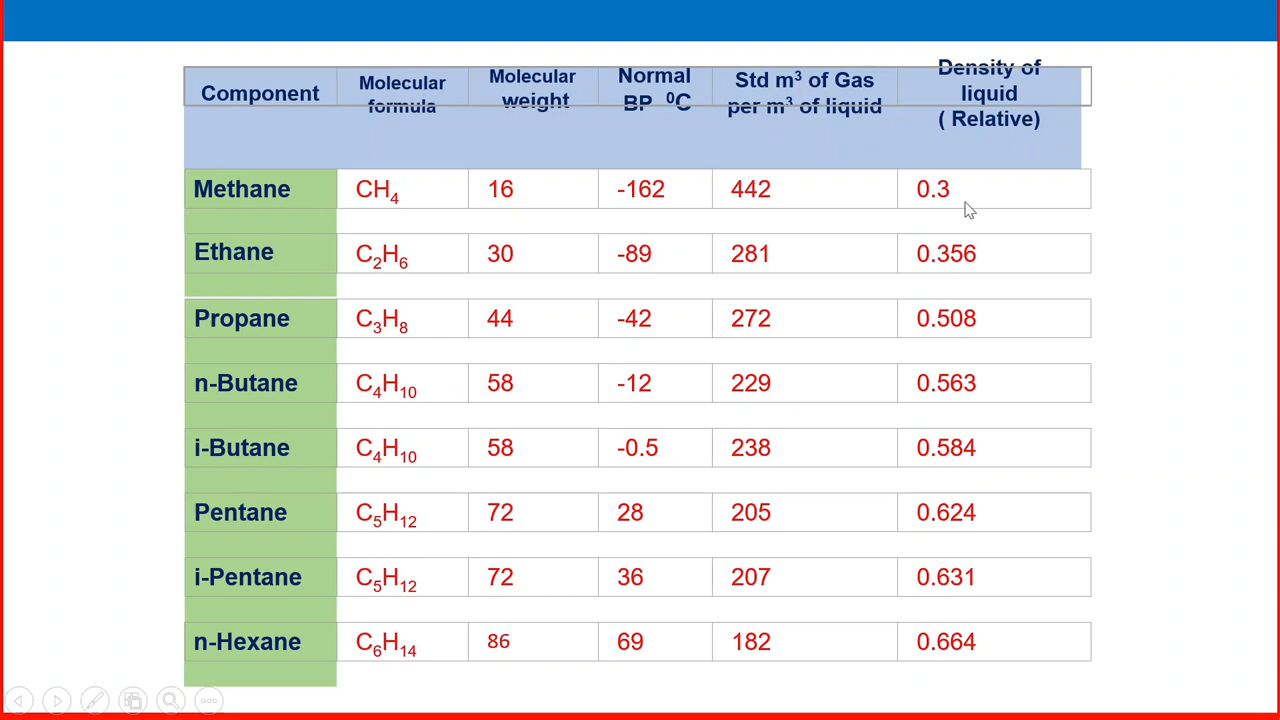 Component Molecular formula Molecular weight Normal BP ⁰C Std m³ of Gas per m³ of liquid Density of liquid ( Relative)
Methane CH₄ 16 -162 442 0.3
Ethane C₂H₆ 30 -89 281 0.356
Propane C₃H₈ 44 -42 272 0.508
n-Butane C₄H₁₀ 58 -12 229 0.563
i-Butane C₄H₁₀ 58 -0.5 238 0.584
Pentane C₅H₁₂ 72 28 205 0.624
i-Pentane C₅H₁₂ 72 36 207 0.631
n-Hexane C₆H₁₄ 86 69 182 0.664